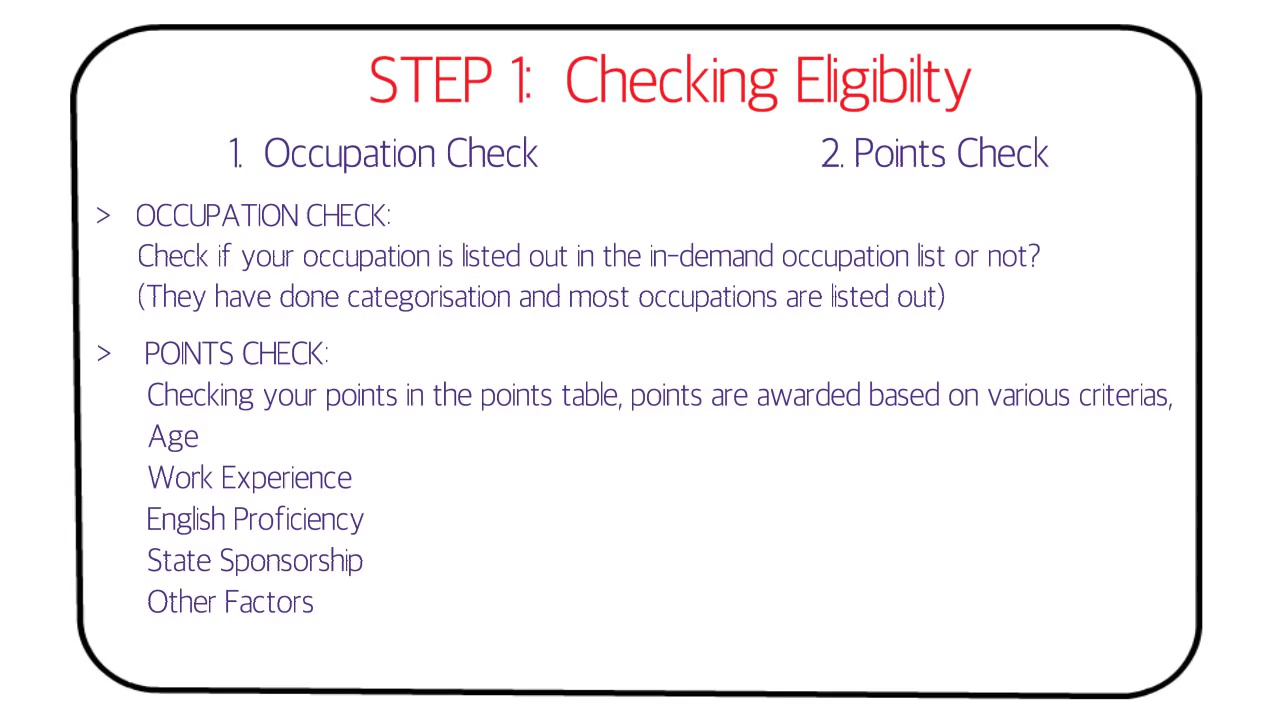 STEP 1: Checking Eligibilty
1. Occupation Check 2. Points Check
> OCCUPATION CHECK:
Check if your occupation is listed out in the in-demand occupation list or not?
(They have done categorisation and most occupations are listed out)
> POINTS CHECK:
Checking your points in the points table, points are awarded based on various criterias,
Age
Work Experience
English Proficiency
State Sponsorship
Other Factors